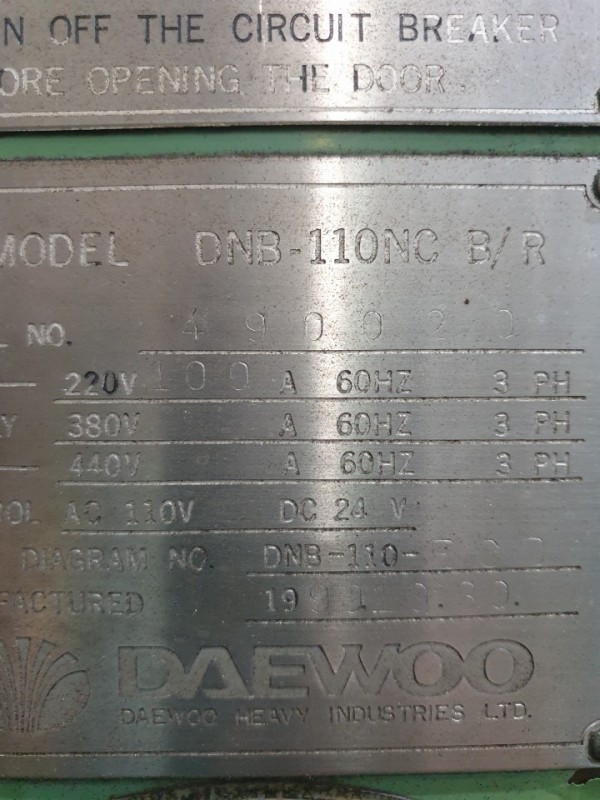 N OFF THE CIRCUIT BREAKER
ORE OPENING THE DOOR
MODEL DNB-110NC B/R
L NO. 490020
220V 100 A 60HZ 3 PH
Y 380V A 60HZ 3 PH
440V A 60HZ 3 PH
OL AC 110V DC 24 V
DIAGRAM NO. DNB-110-
FACTURED
DAEWOO
DAEWOO HEAVY INDUSTRIES LTD.